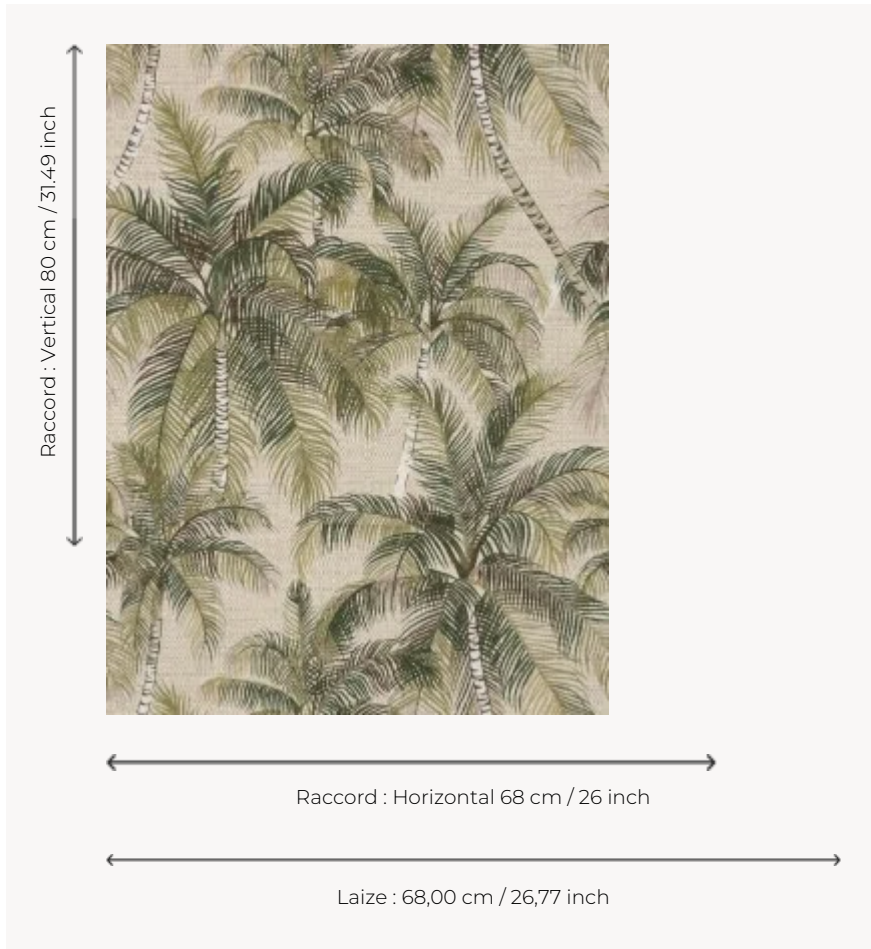 Raccord : Vertical 80 cm / 31.49 inch
Raccord : Horizontal 68 cm / 26 inch
Laize : 68,00 cm / 26,77 inch